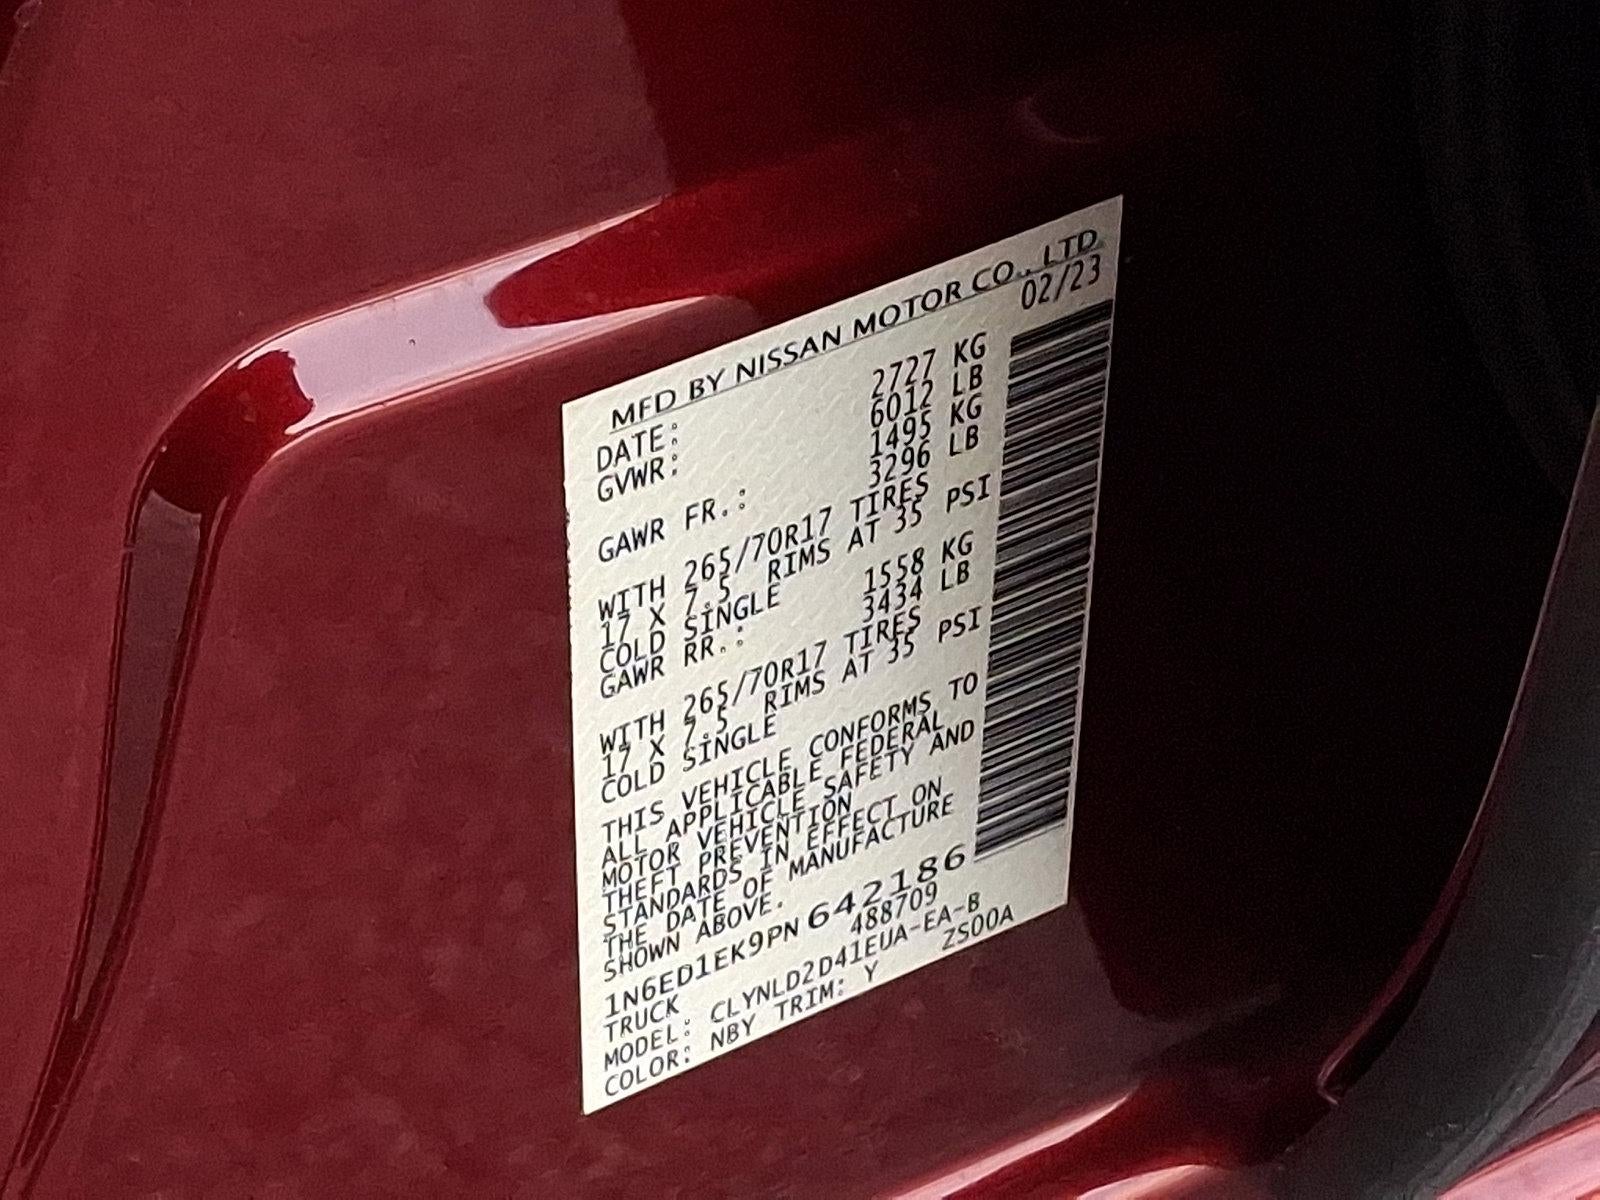 MFD BY NISSAN MOTOR CO., LTD
DATE: 02/23
GVWR: 2727 KG
6012 LB
GAWR FR.: 1495 KG
3296 LB
WITH 265/70R17 TIRES
17 X 7.5 RIMS AT 35 PSI
COLD SINGLE
GAWR RR.: 1558 KG
3434 LB
WITH 265/70R17 TIRES
17 X 7.5 RIMS AT 35 PSI
COLD SINGLE
THIS VEHICLE CONFORMS TO
ALL APPLICABLE FEDERAL
MOTOR VEHICLE SAFETY AND
THEFT PREVENTION
STANDARDS IN EFFECT ON
THE DATE OF MANUFACTURE
SHOWN ABOVE.
1N6ED1EK9PN642186
TRUCK 488709
MODEL: CLYNLD2D41EUA-EA-B
COLOR: NBY TRIM: Y ZS00A